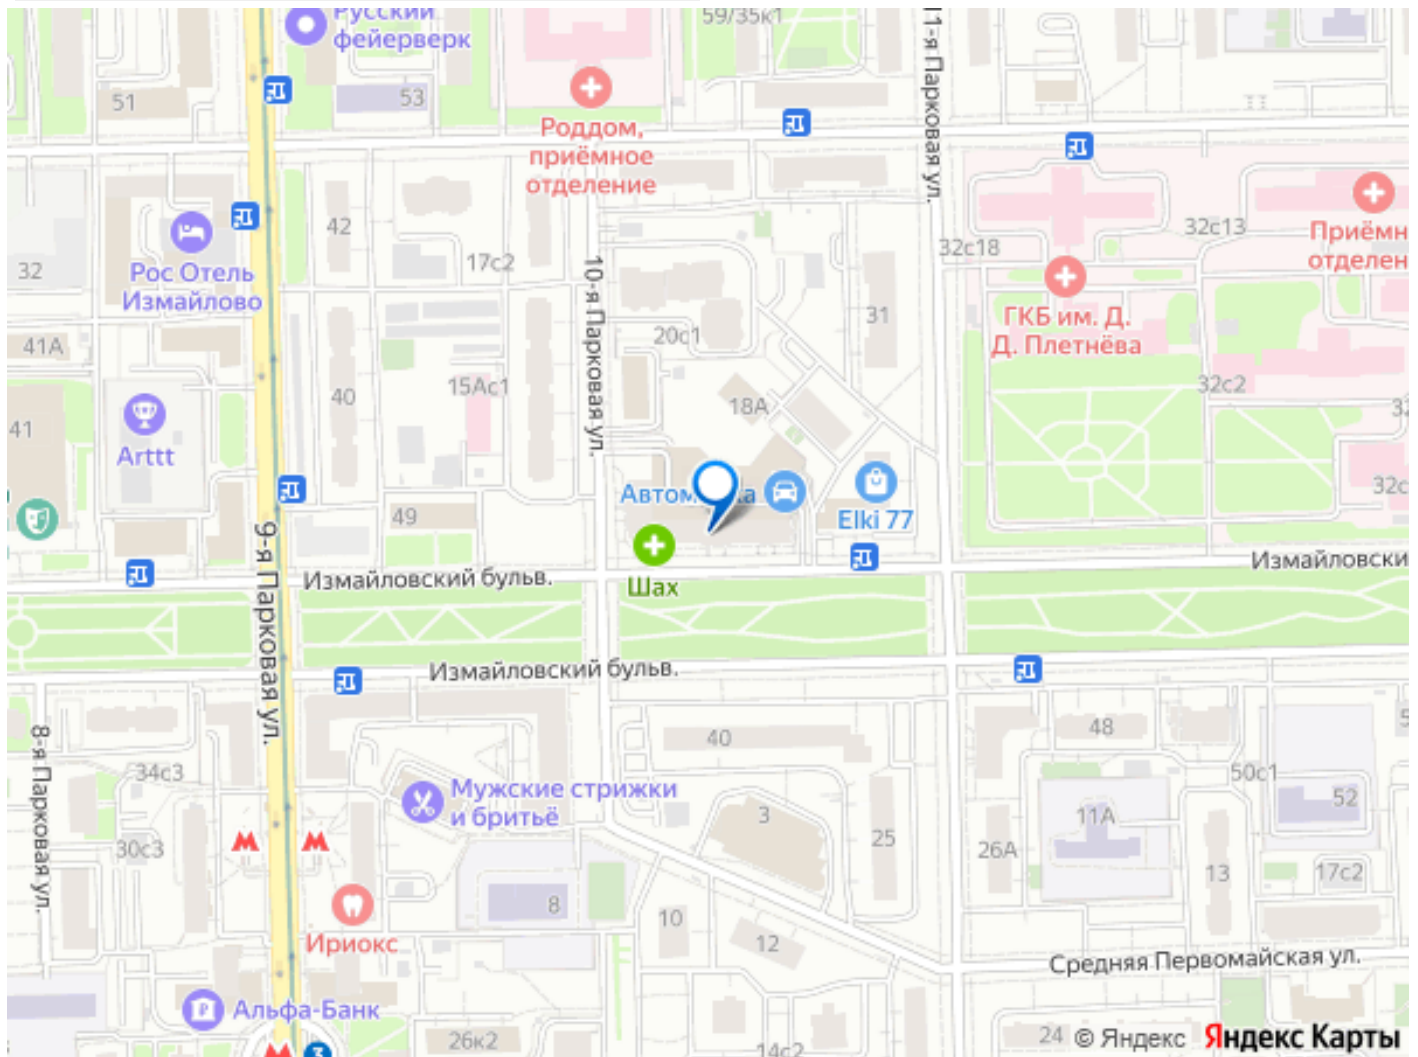 Русский
фейерверк
59/35к1
11-я Парковая ул.
51
53
Роддом,
приёмное
отделение
42
32с18
32с13
Рос Отель
Измайлово
32
17с2
10-я Парковая ул.
20с1
31
ГКБ им. Д.
Д. Плетнёва
Приёмн
отделен
41А
40
15Ас1
18А
32с2
32
41
Arttt
49
Elki 77
32с
9-я Парковая ул.
Измайловский бульв.
Шах
Измайловски
Измайловский бульв.
8-я Парковая ул.
34с3
40
48
5
50с1
52
Мужские стрижки
и бритьё
3
25
11А
26А
30с3
13
17с2
8
10
12
Ириокс
Средняя Первомайская ул.
Альфа-Банк
26к2
3
14с2
24
© Яндекс
Яндекс Карты